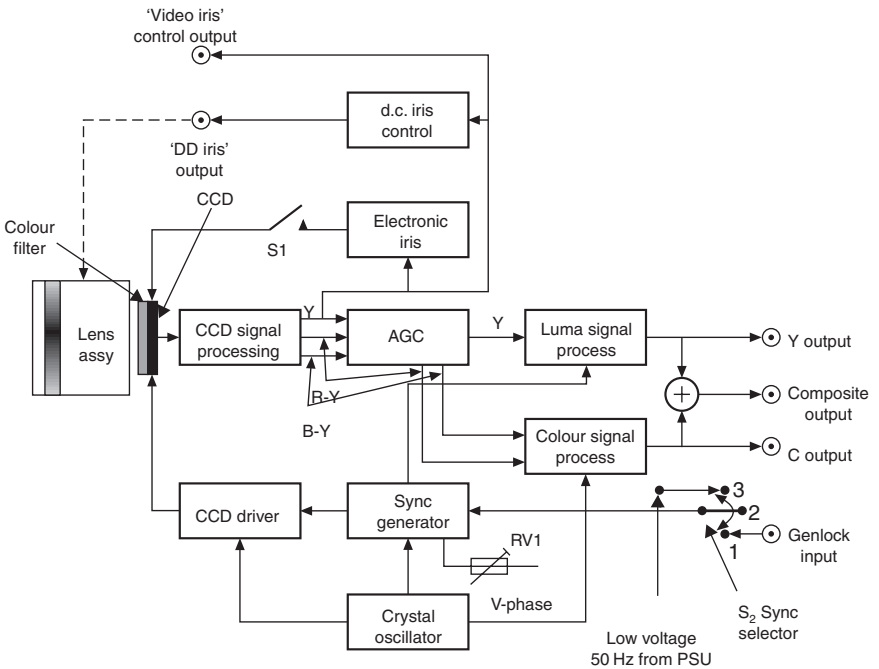 ‘Video iris’
control output
d.c. iris
control
‘DD iris’
output
CCD
Colour
filter
S1
Electronic
iris
Lens
assy
CCD signal
processing
Y
AGC
Y
Luma signal
process
Y output
R-Y
B-Y
Composite
output
Colour signal
process
C output
CCD driver
Sync
generator
RV1
3
2
1
Genlock
input
Crystal
oscillator
V-phase
Low voltage
50 Hz from PSU
S2 Sync
selector